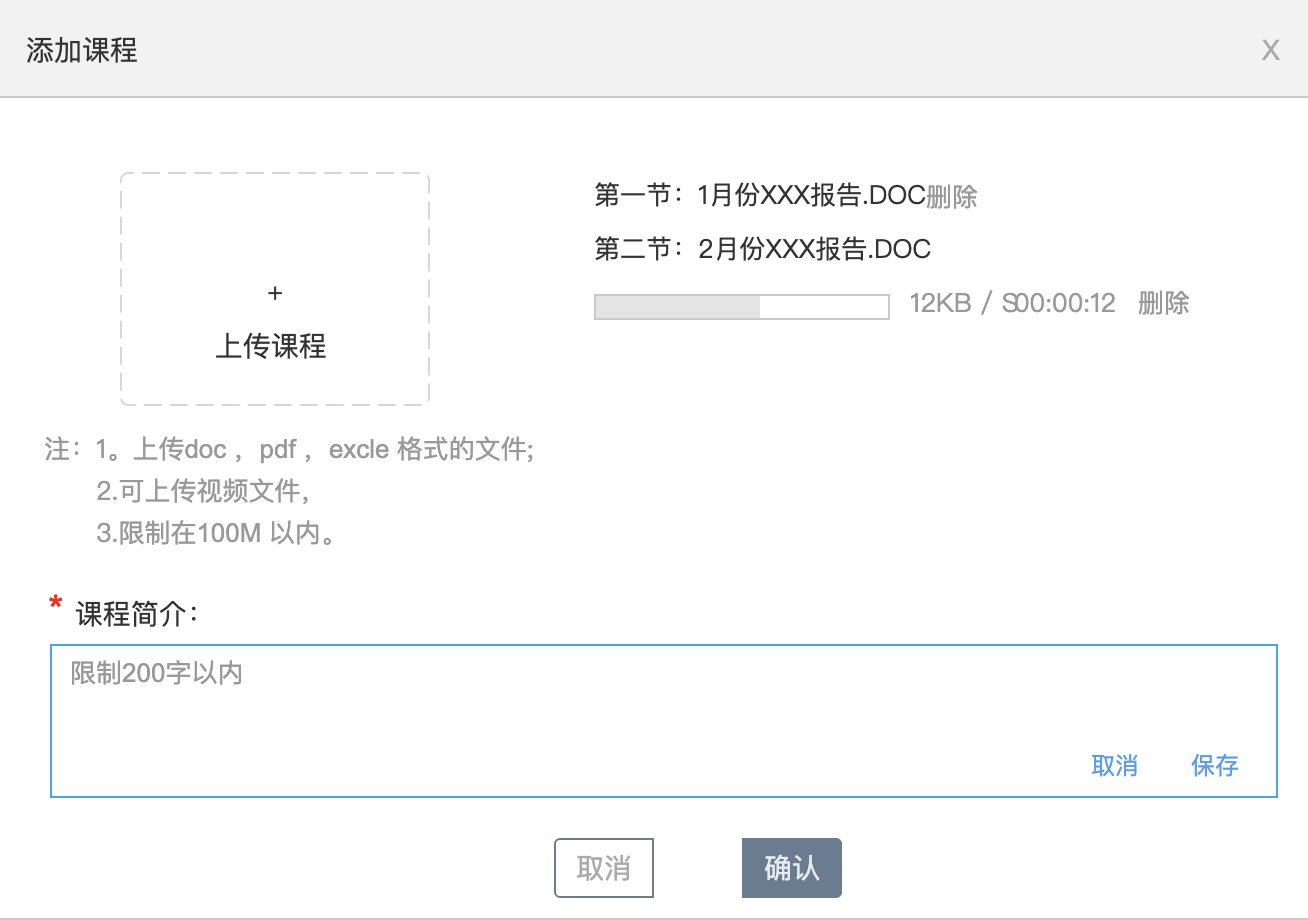 添加课程
X
+
上传课程
第一节：1月份XXX报告.DOC删除
第二节：2月份XXX报告.DOC
12KB / S00:00:12 删除
注：1。上传doc ，pdf ，excle 格式的文件;
2.可上传视频文件，
3.限制在100M 以内。
* 课程简介：
限制200字以内
取消 保存
取消 确认